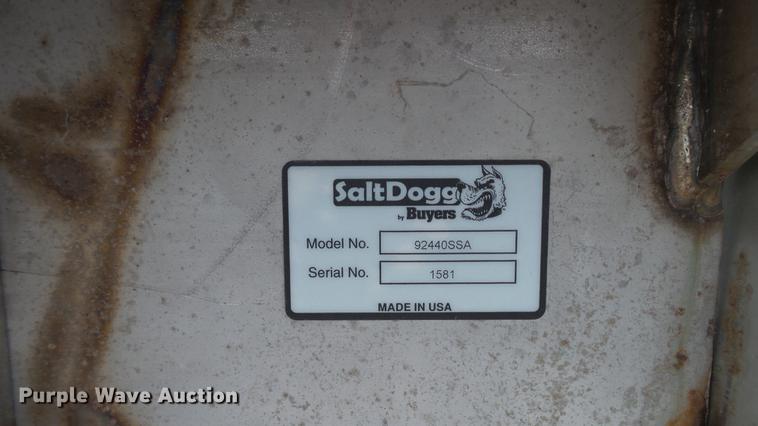 SaltDogg
by Buyers
Model No. 92440SSA
Serial No. 1581
MADE IN USA
Purple Wave Auction